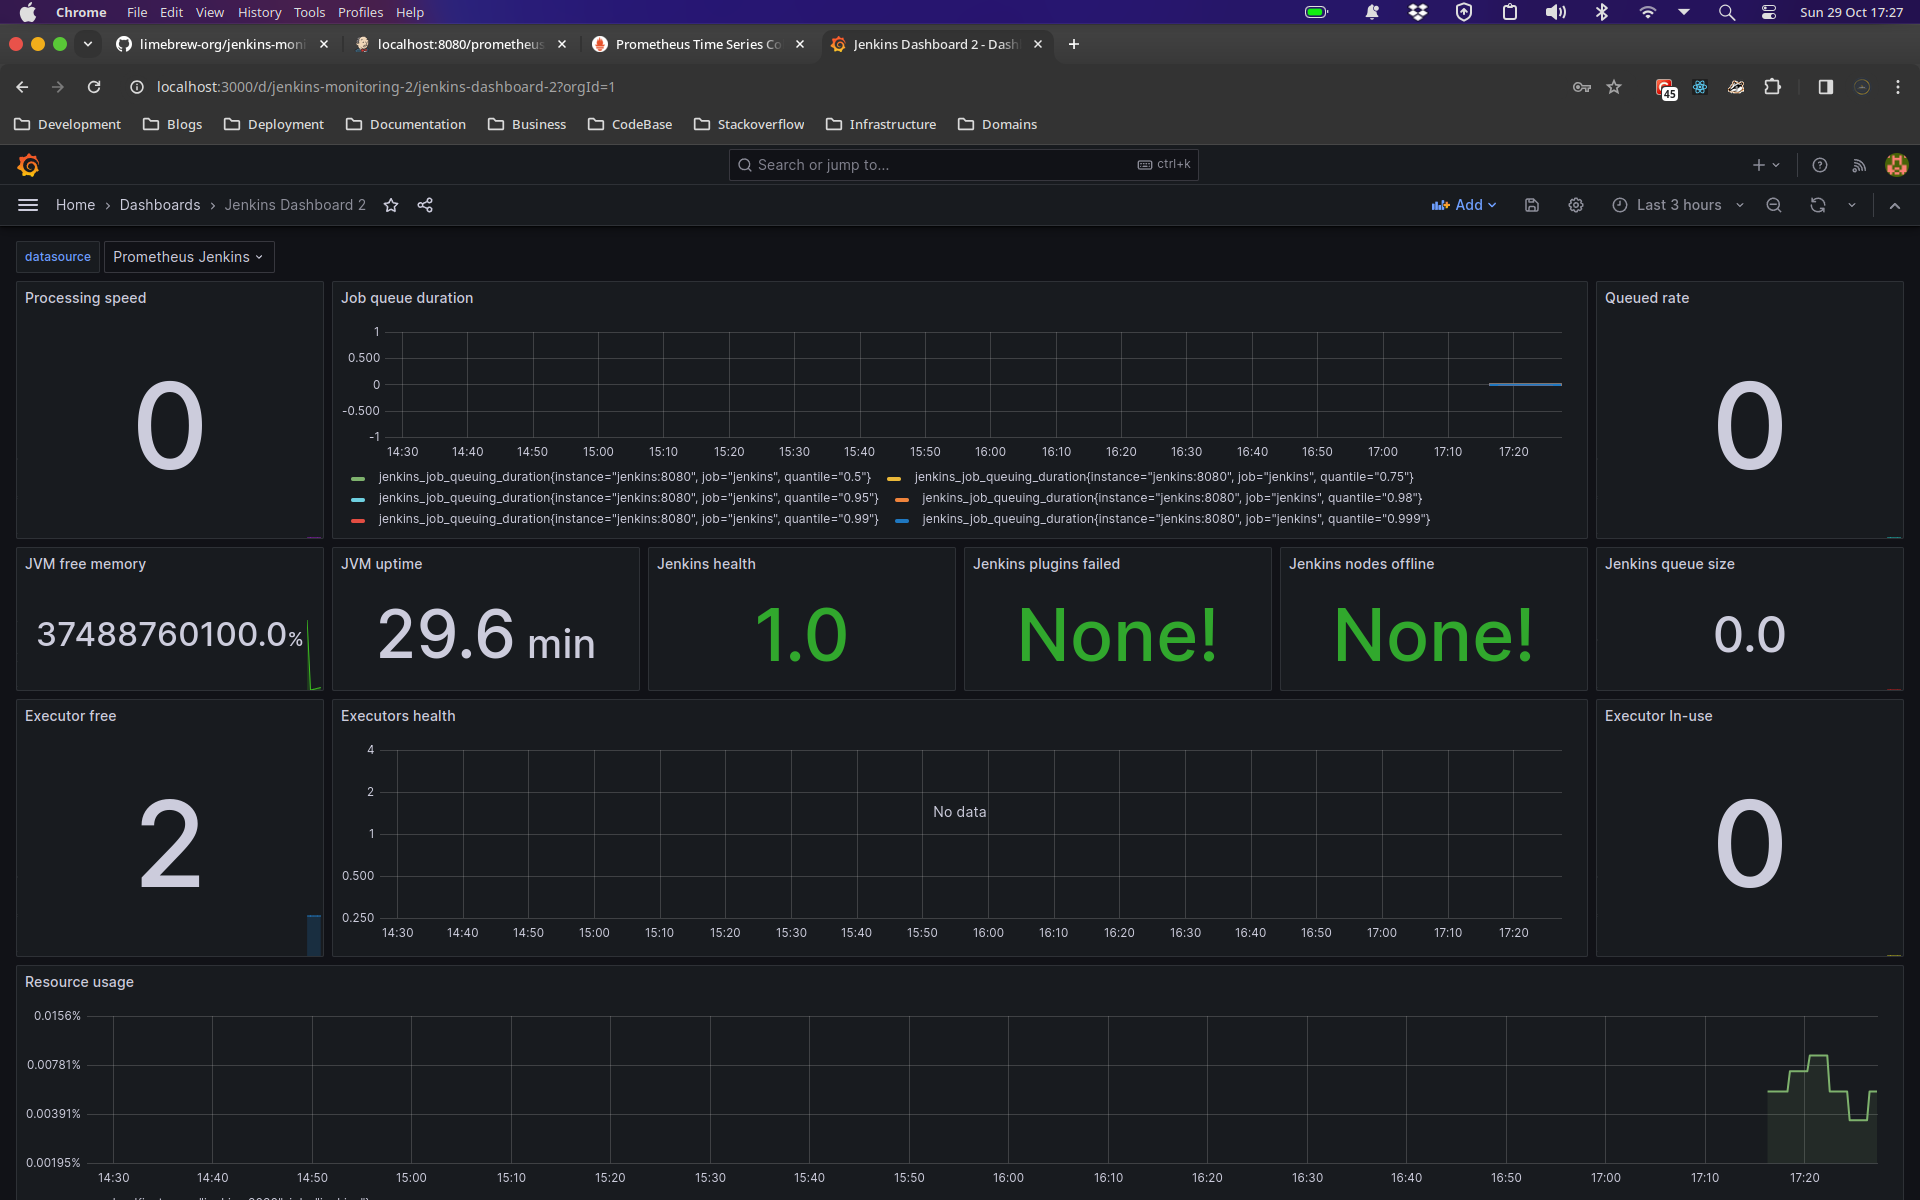 Chrome File Edit View History Tools Profiles Help Sun 29 Oct 17:27
limebrew-org/jenkins-moni localhost:8080/prometheus Prometheus Time Series Co Jenkins Dashboard 2 - Dash
localhost:3000/d/jenkins-monitoring-2/jenkins-dashboard-2?orgId=1 45
Development Blogs Deployment Documentation Business CodeBase Stackoverflow Infrastructure Domains
Search or jump to... ctrl+k
Home › Dashboards › Jenkins Dashboard 2 Add Last 3 hours
datasource Prometheus Jenkins
Processing speed
0
Job queue duration
1
0.500
0
-0.500
-1
14:30 14:40 14:50 15:00 15:10 15:20 15:30 15:40 15:50 16:00 16:10 16:20 16:30 16:40 16:50 17:00 17:10 17:20
jenkins_job_queuing_duration{instance="jenkins:8080", job="jenkins", quantile="0.5"} jenkins_job_queuing_duration{instance="jenkins:8080", job="jenkins", quantile="0.75"}
jenkins_job_queuing_duration{instance="jenkins:8080", job="jenkins", quantile="0.95"} jenkins_job_queuing_duration{instance="jenkins:8080", job="jenkins", quantile="0.98"}
jenkins_job_queuing_duration{instance="jenkins:8080", job="jenkins", quantile="0.99"} jenkins_job_queuing_duration{instance="jenkins:8080", job="jenkins", quantile="0.999"}
Queued rate
0
JVM free memory
37488760100.0%
JVM uptime
29.6 min
Jenkins health
1.0
Jenkins plugins failed
None!
Jenkins nodes offline
None!
Jenkins queue size
0.0
Executor free
2
Executors health
4
2
No data
1
0.500
0.250
14:30 14:40 14:50 15:00 15:10 15:20 15:30 15:40 15:50 16:00 16:10 16:20 16:30 16:40 16:50 17:00 17:10 17:20
Executor In-use
0
Resource usage
0.0156%
0.00781%
0.00391%
0.00195%
14:30 14:40 14:50 15:00 15:10 15:20 15:30 15:40 15:50 16:00 16:10 16:20 16:30 16:40 16:50 17:00 17:10 17:20